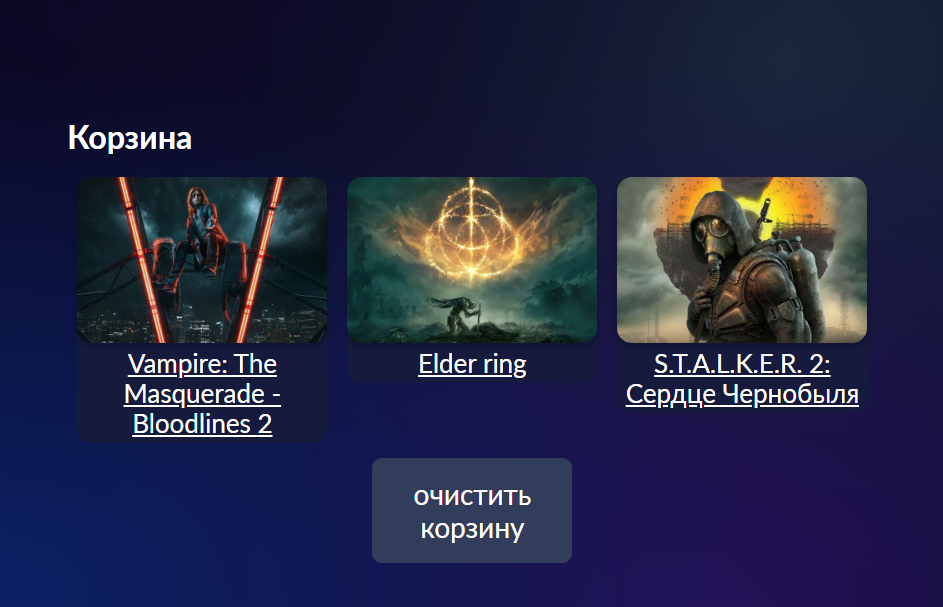 Корзина
Vampire: The
Masquerade -
Bloodlines 2
Elder ring
S.T.A.L.K.E.R. 2:
Сердце Чернобыля
очистить
корзину